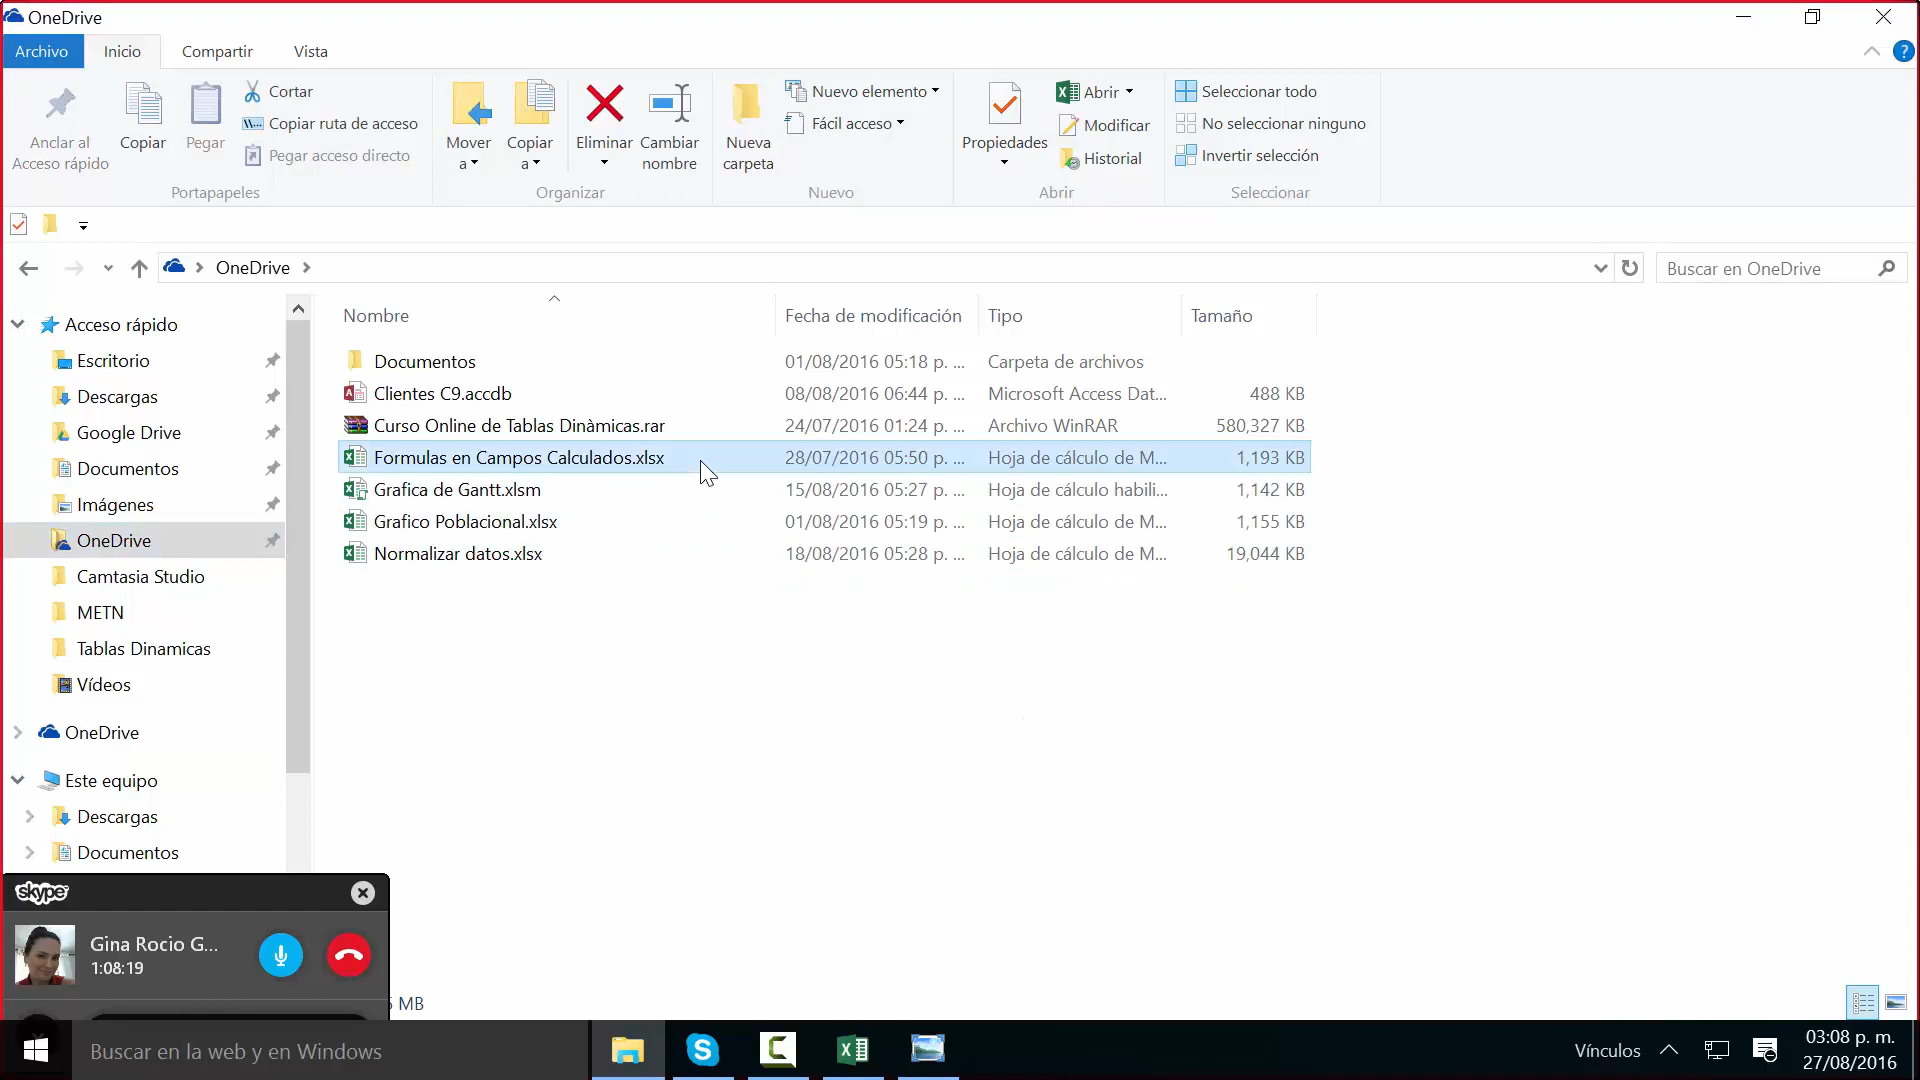 OneDrive
Archivo Inicio Compartir Vista
Anclar al Acceso rápido
Copiar
Pegar
Cortar
Copiar ruta de acceso
Pegar acceso directo
Portapapeles
Mover a
Copiar a
Eliminar
Cambiar nombre
Organizar
Nueva carpeta
Nuevo elemento
Fácil acceso
Nuevo
Propiedades
Abrir
Modificar
Historial
Abrir
Seleccionar todo
No seleccionar ninguno
Invertir selección
Seleccionar
OneDrive
Buscar en OneDrive
Acceso rápido
Escritorio
Descargas
Google Drive
Documentos
Imágenes
OneDrive
Camtasia Studio
METN
Tablas Dinamicas
Vídeos
OneDrive
Este equipo
Descargas
Documentos
Nombre Fecha de modificación Tipo Tamaño
Documentos 01/08/2016 05:18 p. ... Carpeta de archivos
Clientes C9.accdb 08/08/2016 06:44 p. ... Microsoft Access Dat... 488 KB
Curso Online de Tablas Dinàmicas.rar 24/07/2016 01:24 p. ... Archivo WinRAR 580,327 KB
Formulas en Campos Calculados.xlsx 28/07/2016 05:50 p. ... Hoja de cálculo de M... 1,193 KB
Grafica de Gantt.xlsm 15/08/2016 05:27 p. ... Hoja de cálculo habili... 1,142 KB
Grafico Poblacional.xlsx 01/08/2016 05:19 p. ... Hoja de cálculo de M... 1,155 KB
Normalizar datos.xlsx 18/08/2016 05:28 p. ... Hoja de cálculo de M... 19,044 KB
skype
Gina Rocio G...
1:08:19
MB
Buscar en la web y en Windows
Vínculos
03:08 p. m.
27/08/2016